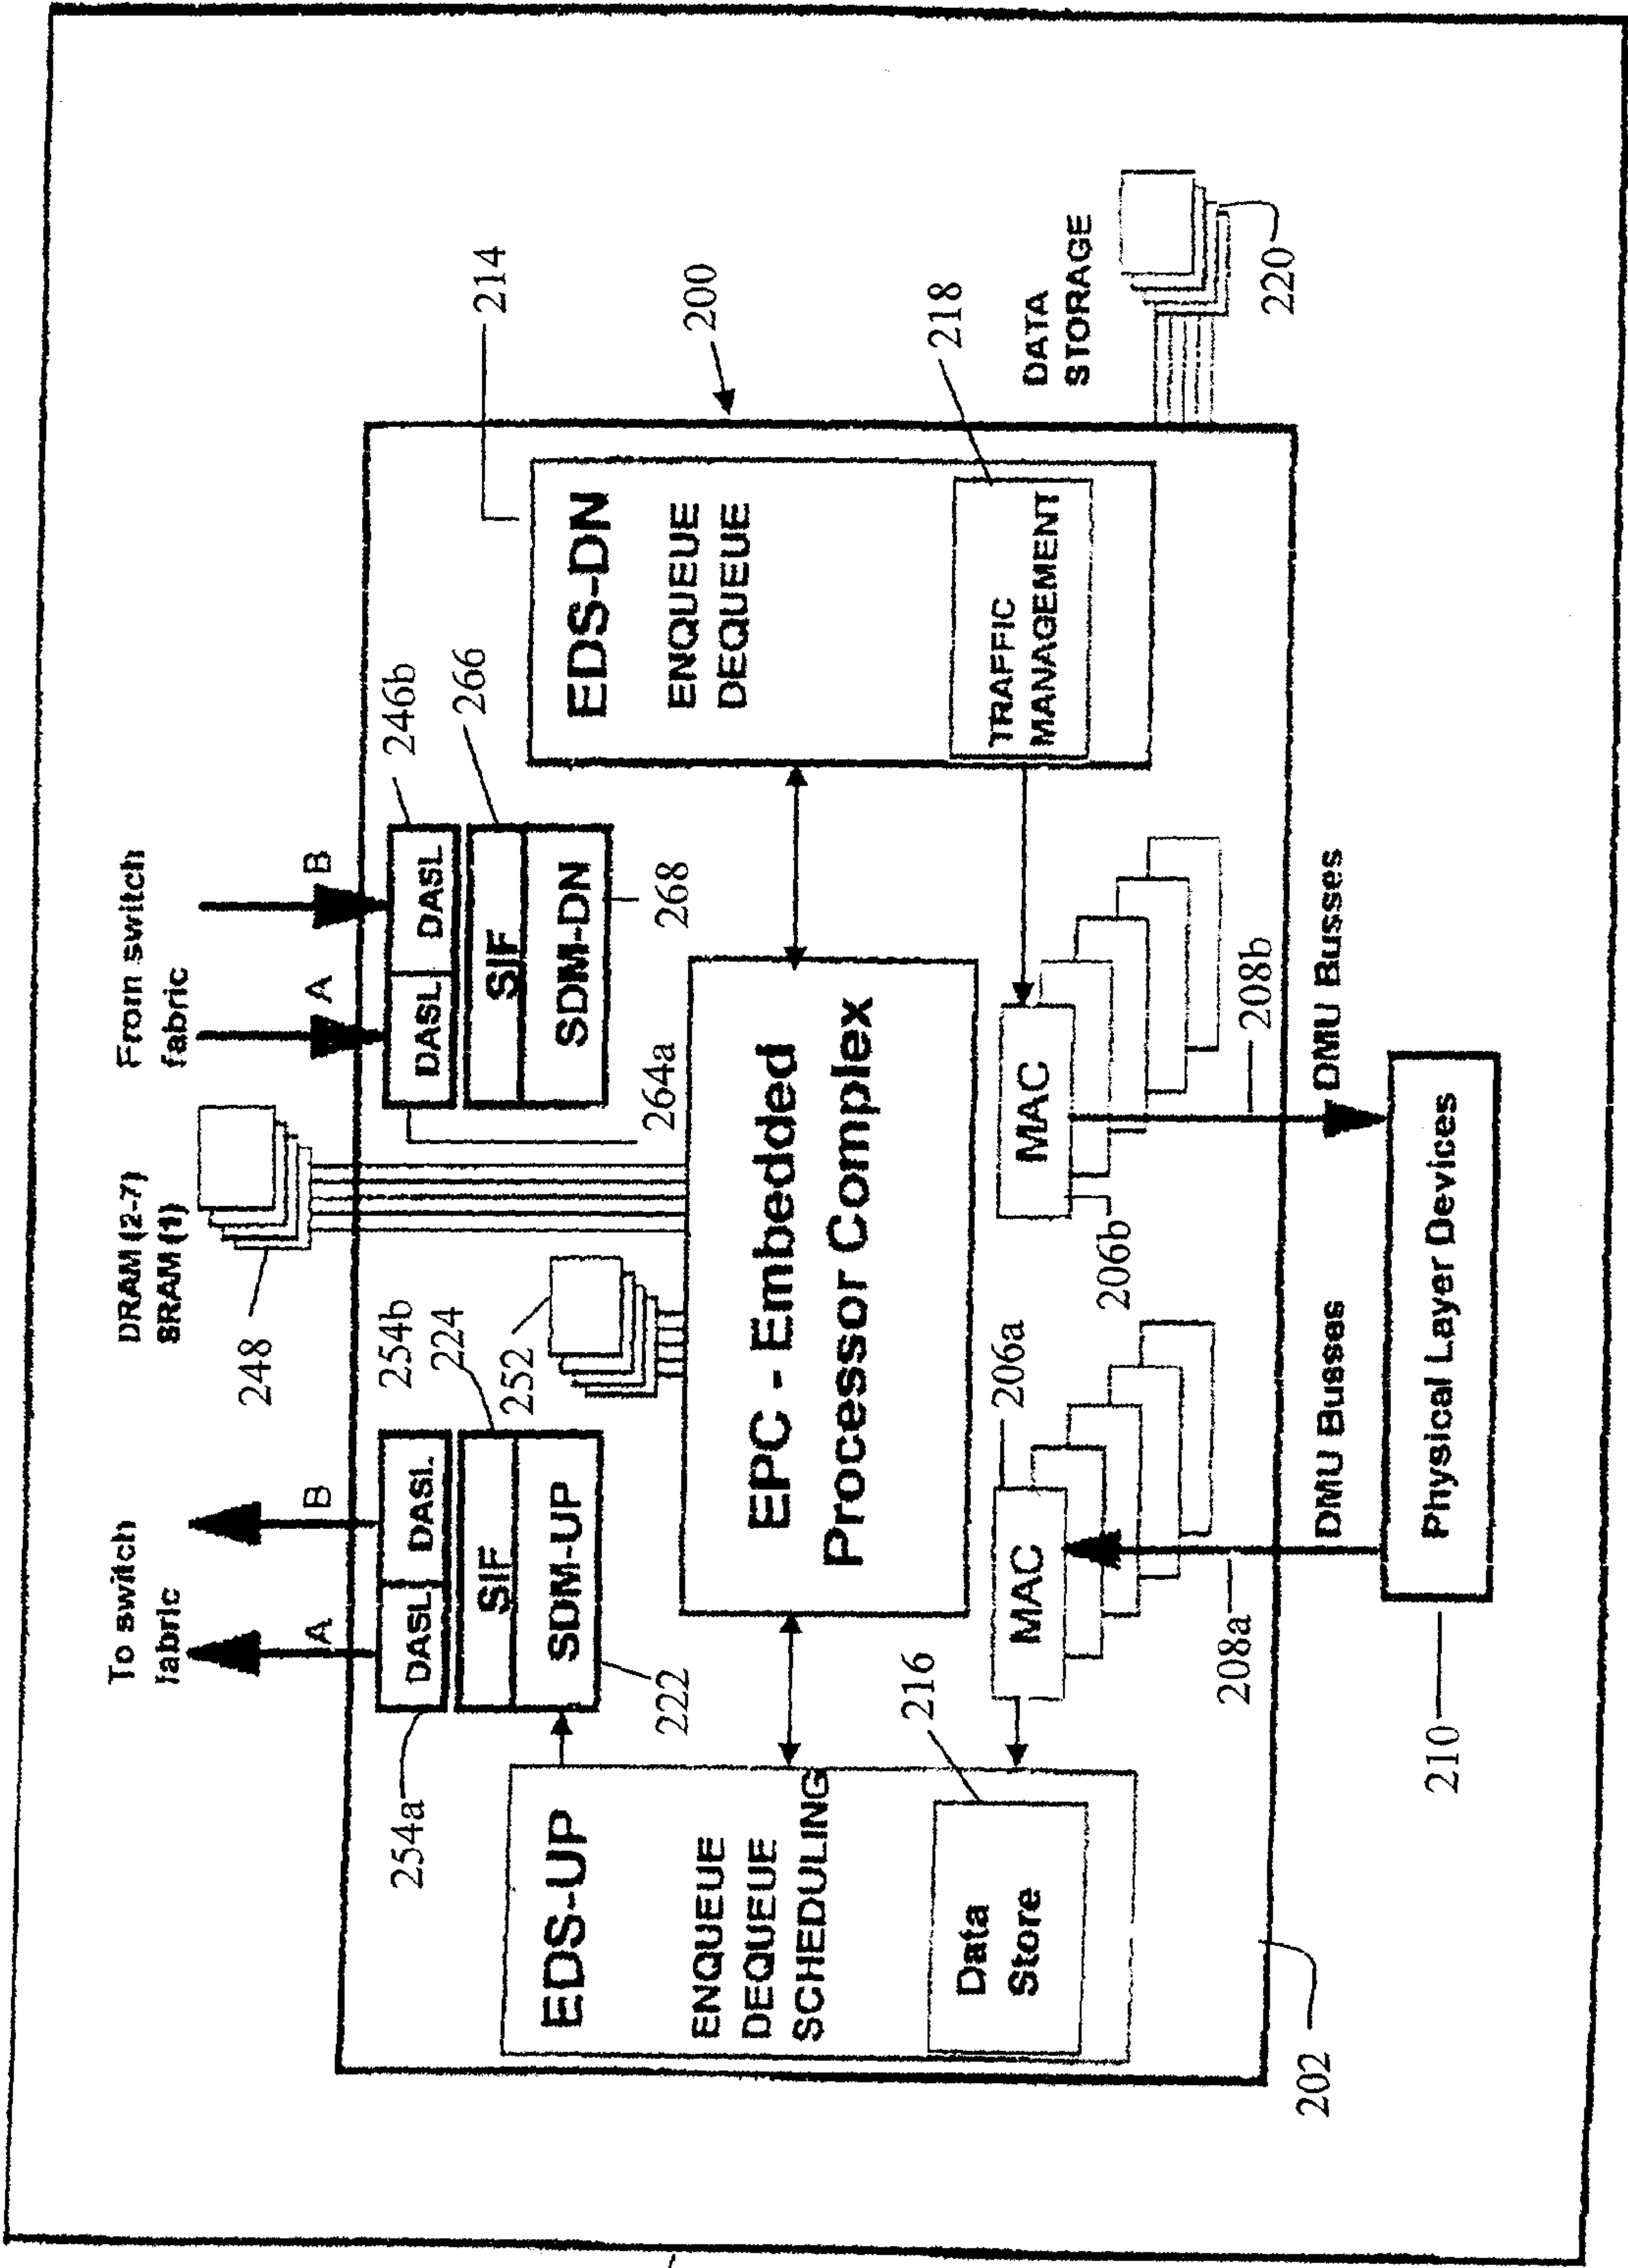 To switch
fabric
A
B
DRAM (2-7)
SRAM (1)
248
From switch
fabric
A
B
254a
DASL
DASL
254b
SIF
224
SDM-UP
222
252
264a
DASL
DASL
246b
SIF
266
SDM-DN
268
214
200
EDS-UP
ENQUEUE
DEQUEUE
SCHEDULING
Data
Store
216
EPC - Embedded
Processor Complex
EDS-DN
ENQUEUE
DEQUEUE
TRAFFIC
MANAGEMENT
218
DATA
STORAGE
220
MAC
206a
MAC
206b
208a
208b
202
DMU Busses
DMU Busses
Physical Layer Devices
210